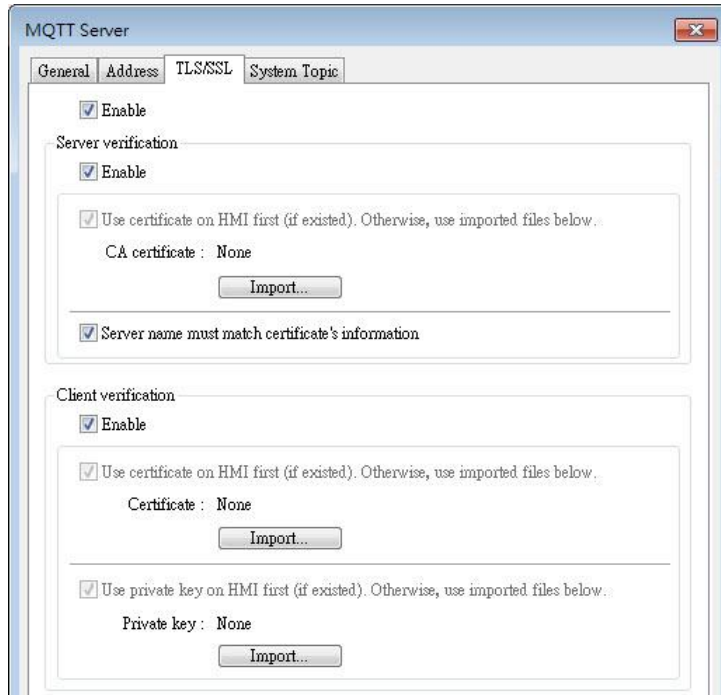 MQTT Server
General Address TLS/SSL System Topic
Enable
Server verification
Enable
Use certificate on HMI first (if existed). Otherwise, use imported files below.
CA certificate : None
Import...
Server name must match certificate's information
Client verification
Enable
Use certificate on HMI first (if existed). Otherwise, use imported files below.
Certificate : None
Import...
Use private key on HMI first (if existed). Otherwise, use imported files below.
Private key : None
Import...